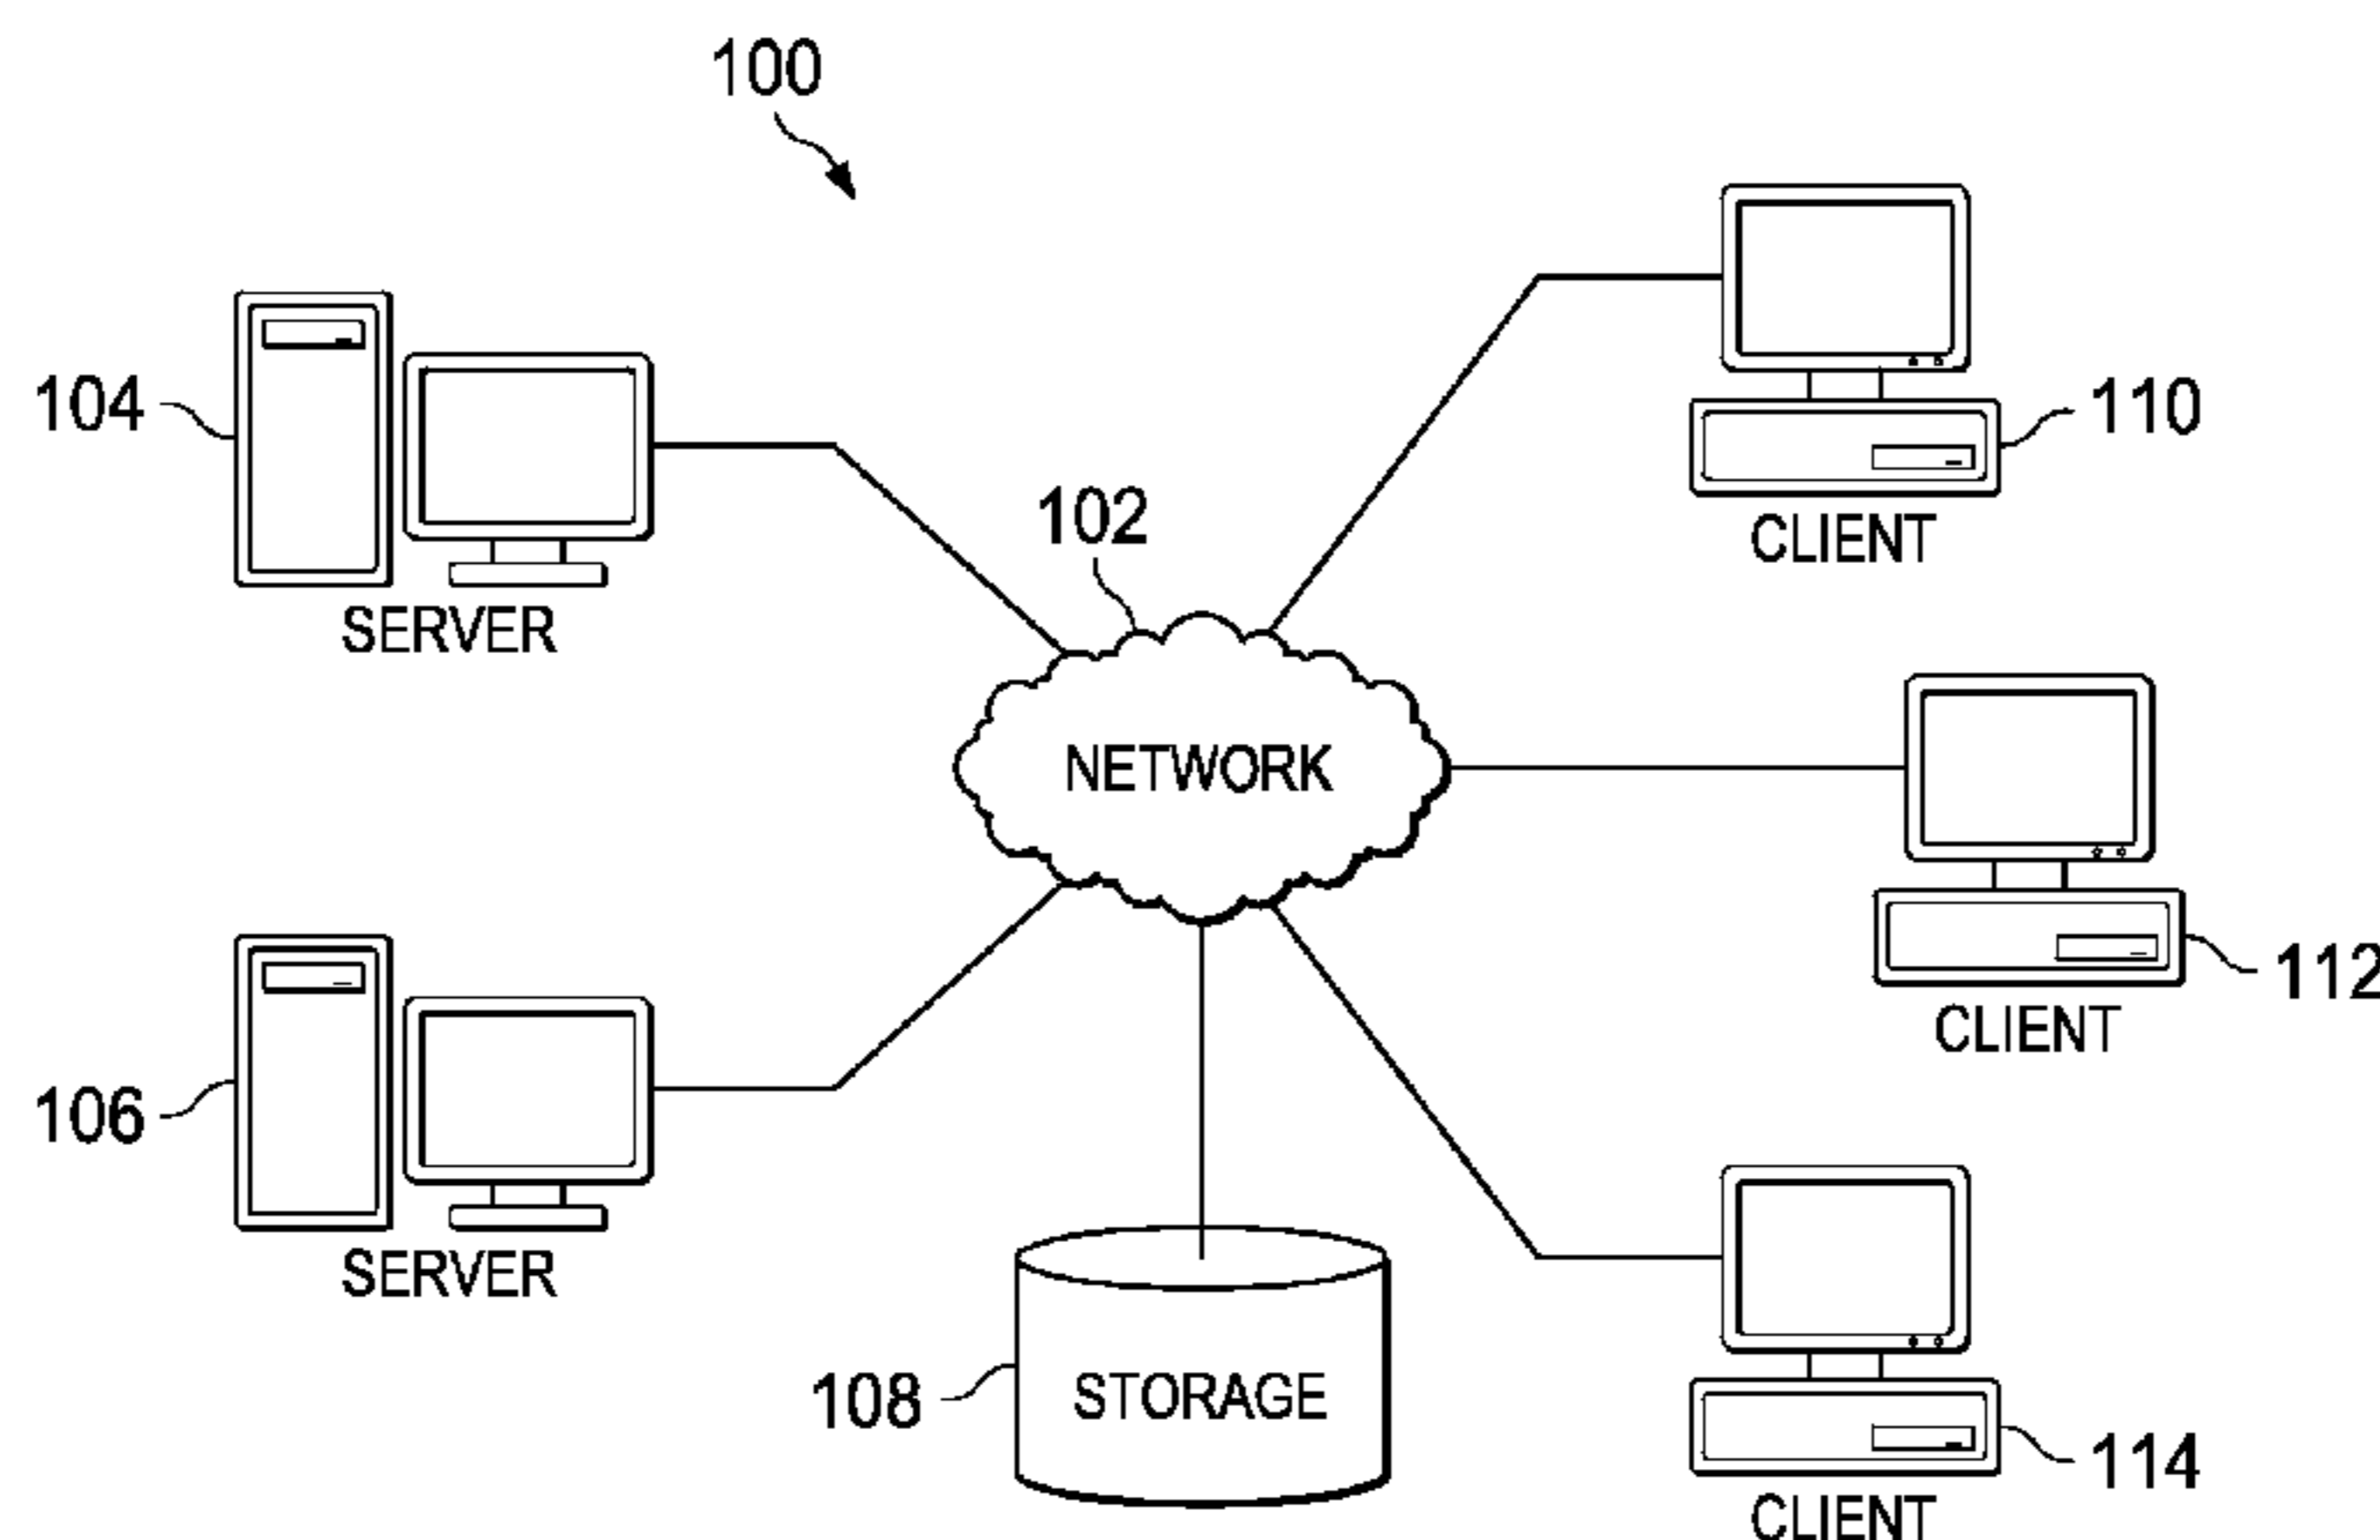 100
104
SERVER
110
CLIENT
102
NETWORK
112
CLIENT
106
SERVER
108
STORAGE
114
CLIENT